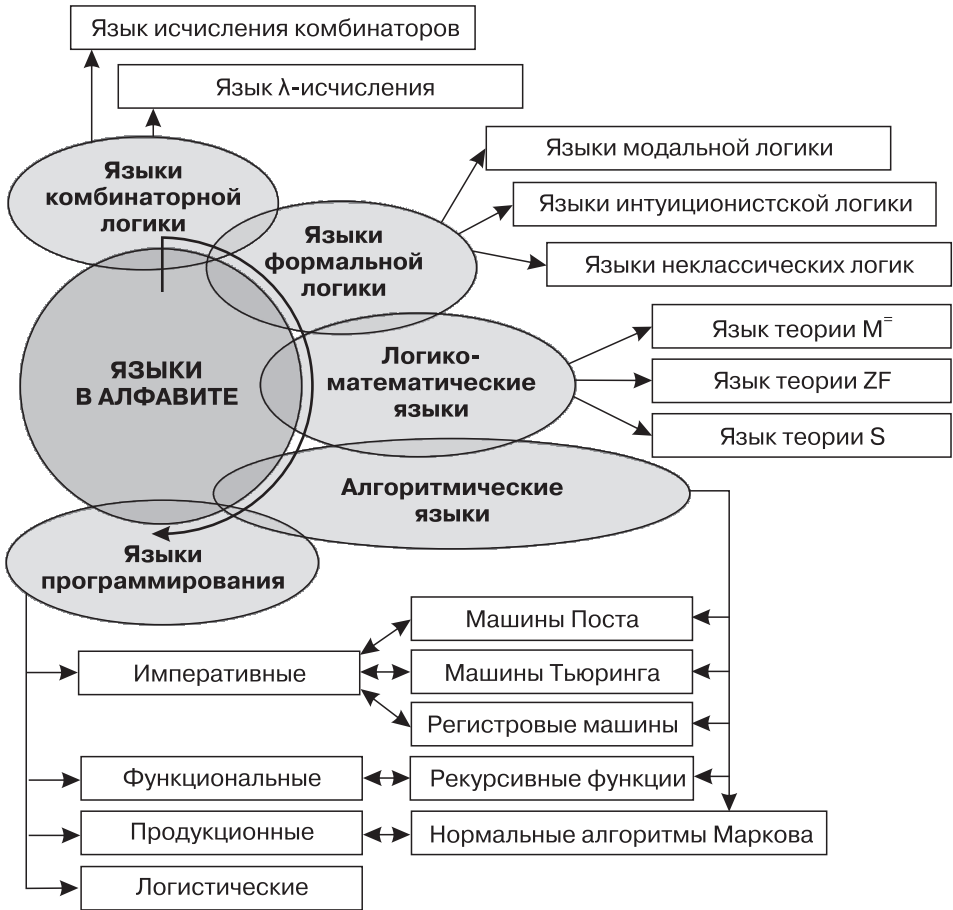 Язык исчисления комбинаторов
Язык λ-исчисления
Языки
комбинаторной
логики
Языки модальной логики
Языки интуиционистской логики
Языки
формальной
логики
Языки неклассических логик
Язык теории M⁼
ЯЗЫКИ
В АЛФАВИТЕ
Логико-
математические
языки
Язык теории ZF
Язык теории S
Алгоритмические
языки
Языки
программирования
Машины Поста
Императивные
Машины Тьюринга
Регистровые машины
Функциональные
Рекурсивные функции
Продукционные
Нормальные алгоритмы Маркова
Логистические